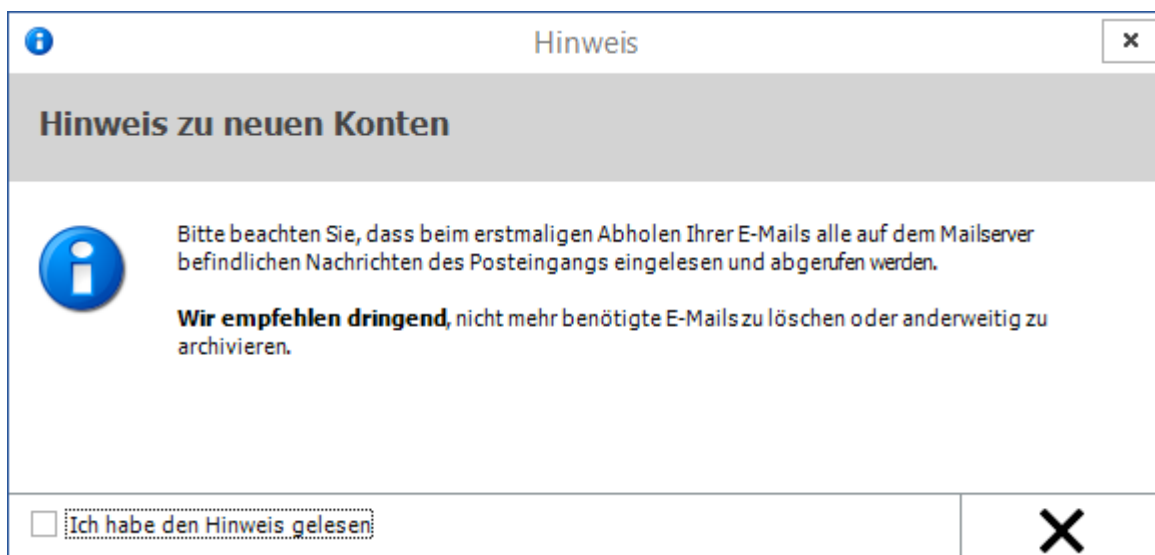 Hinweis
Hinweis zu neuen Konten
Bitte beachten Sie, dass beim erstmaligen Abholen Ihrer E-Mails alle auf dem Mailserver
befindlichen Nachrichten des Posteingangs eingelesen und abgerufen werden.
Wir empfehlen dringend, nicht mehr benötigte E-Mails zu löschen oder anderweitig zu
archivieren.
Ich habe den Hinweis gelesen